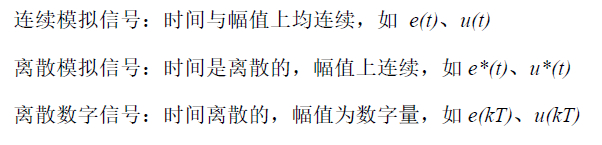 连续模拟信号：时间与幅值上均连续，如 e(t)、u(t)
离散模拟信号：时间是离散的，幅值上连续，如 e*(t)、u*(t)
离散数字信号：时间离散的，幅值为数字量，如 e(kT)、u(kT)